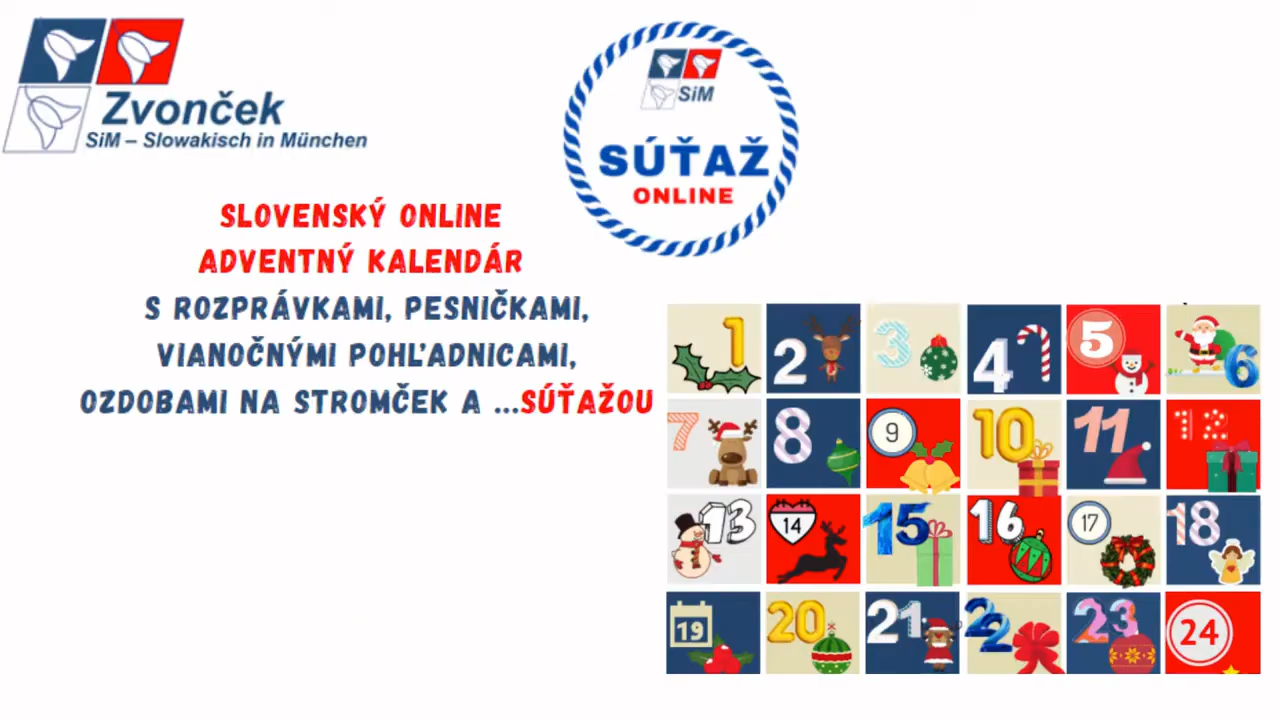 Zvonček
SiM – Slowakisch in München
SiM
SÚŤAŽ
ONLINE
SLOVENSKÝ ONLINE
ADVENTNÝ KALENDÁR
S ROZPRÁVKAMI, PESNIČKAMI,
VIANOČNÝMI POHĽADNICAMI,
OZDOBAMI NA STROMČEK A ...SÚŤAŽOU
1 2 3 4 5 6
7 8 9 10 11 12
13 14 15 16 17 18
19 20 21 22 23 24